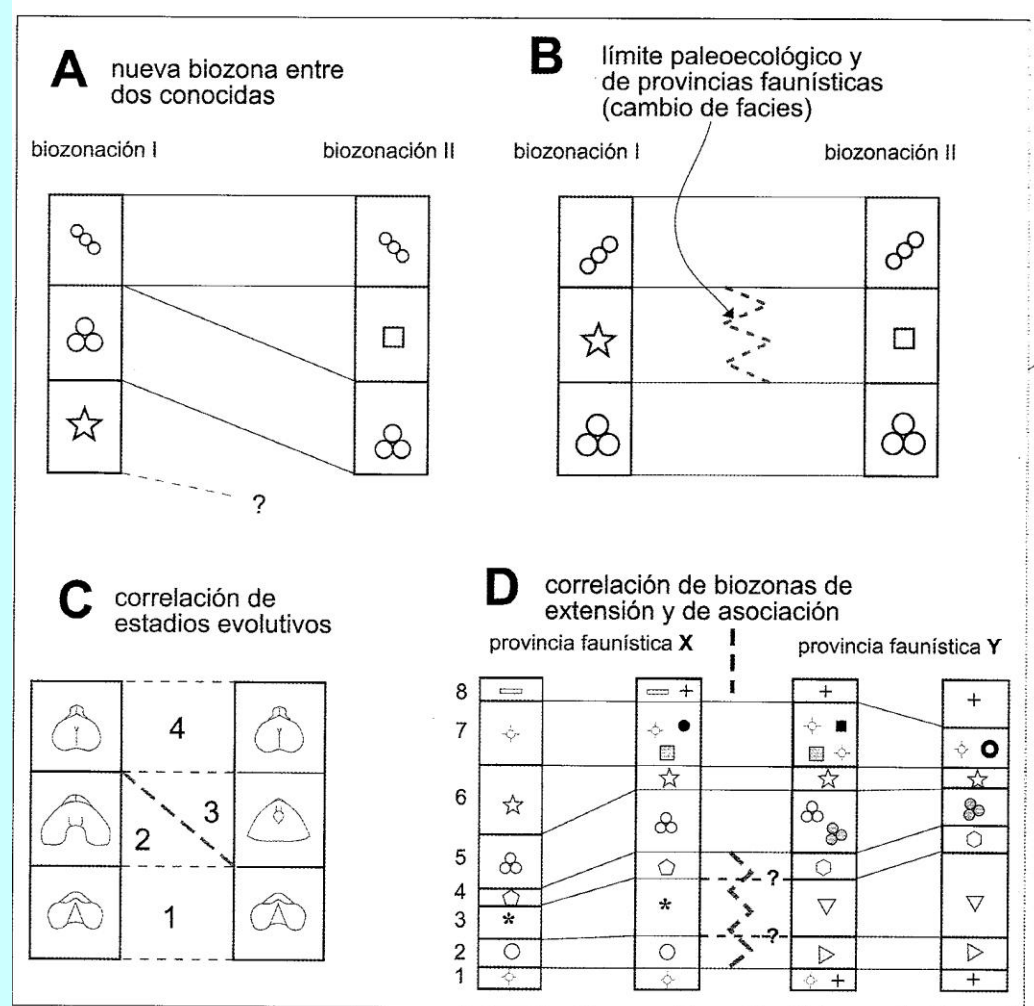 A nueva biozona entre
dos conocidas
biozonación I
biozonación II
?
B límite paleoecológico y
de provincias faunísticas
(cambio de facies)
biozonación I
biozonación II
C correlación de
estadios evolutivos
4
3
2
1
D correlación de biozonas de
extensión y de asociación
provincia faunística X
provincia faunística Y
8
7
6
5
4
3
2
1
?
?